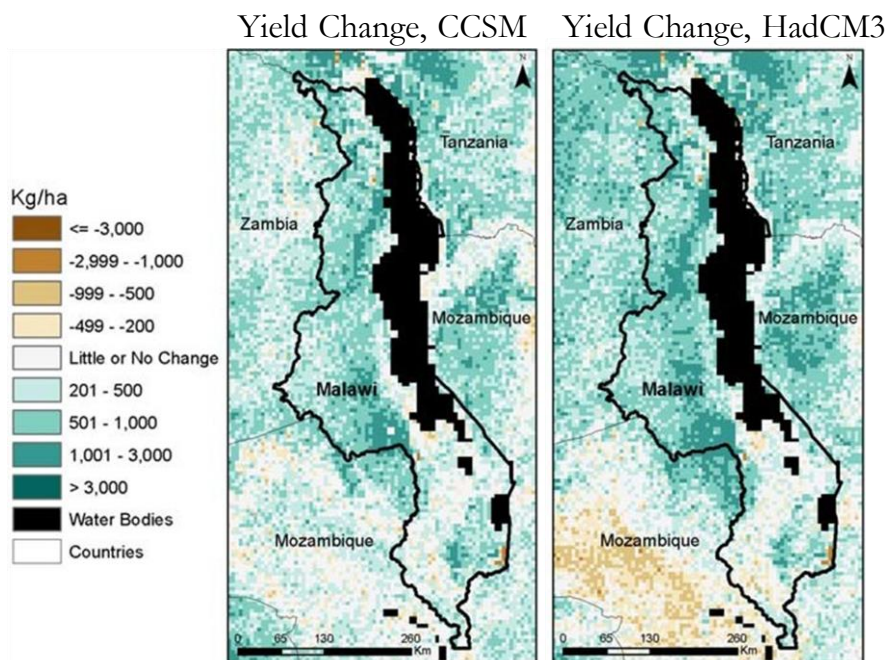 Yield Change, CCSM
Yield Change, HadCM3
Kg/ha
<= -3,000
-2,999 - -1,000
-999 - -500
-499 - -200
Little or No Change
201 - 500
501 - 1,000
1,001 - 3,000
> 3,000
Water Bodies
Countries
N
Tanzania
Zambia
Mozambique
Malawi
Mozambique
0 65 130 260
Km
N
Tanzania
Zambia
Mozambique
Malawi
Mozambique
0 65 130 260
Km